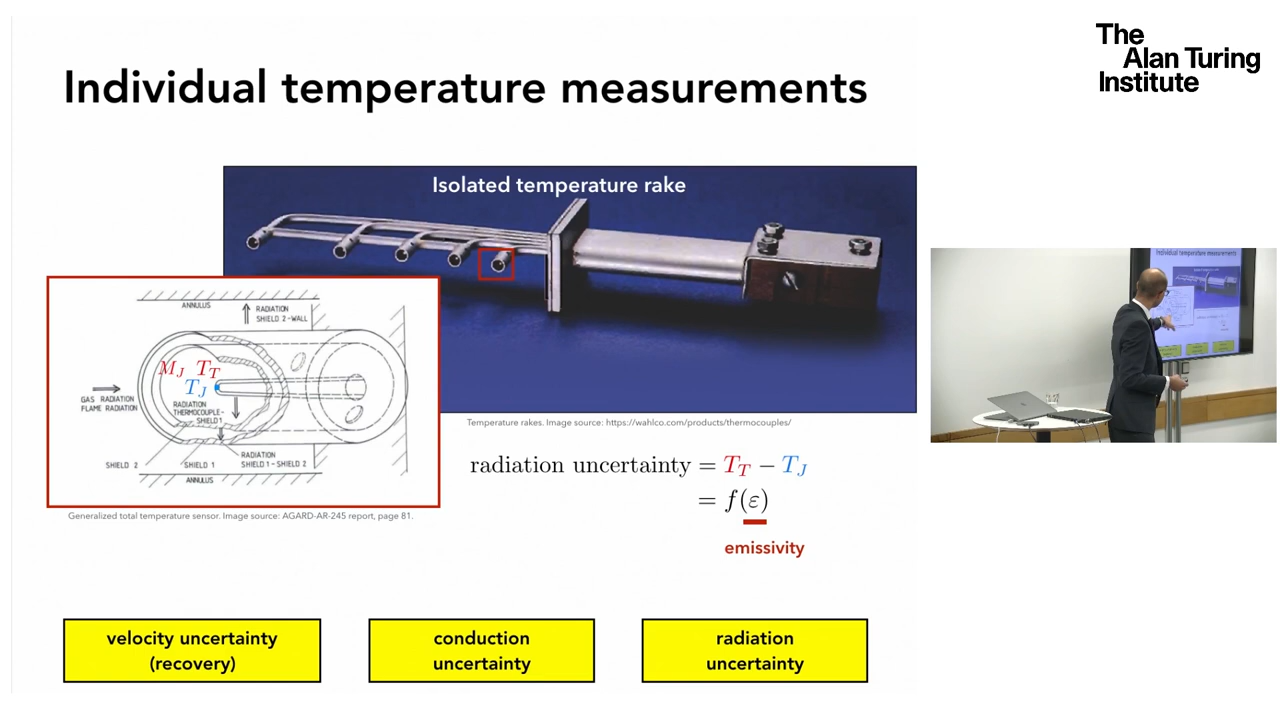 The
Alan Turing
Institute
Individual temperature measurements
Isolated temperature rake
ANNULUS
RADIATION
SHIELD 2-WALL
M_J T_T
T_J
GAS RADIATION
FLAME RADIATION
RADIATION
THERMOCOUPLE-
SHIELD 1
RADIATION
SHIELD 1-SHIELD 2
SHIELD 2
SHIELD 1
ANNULUS
Generalized total temperature sensor. Image source: AGARD-AR-245 report, page 81.
Temperature rakes. Image source: https://wahlco.com/products/thermocouples/
radiation uncertainty = T_T − T_J
= f(ε)
emissivity
velocity uncertainty
(recovery)
conduction
uncertainty
radiation
uncertainty
Individual temperature measurements